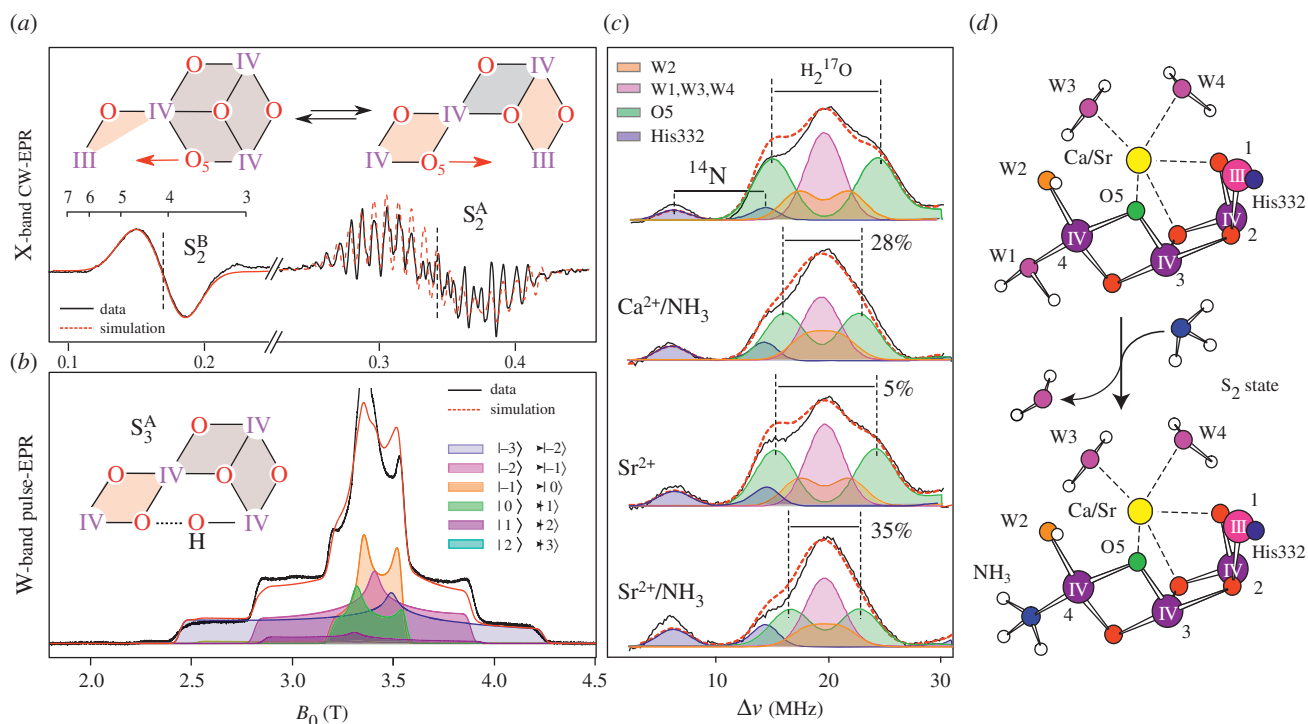 (a)
X-band CW-EPR
O IV
O IV O O
III O5 IV
O IV
IV O
IV O5 III
7 6 5 4 3
S2^B
S2^A
data
simulation
0.1 0.2 0.3 0.4
(b)
W-band pulse-EPR
S3^A
O IV
O IV O O
IV O O IV
H
data
simulation
|–3⟩ ►|–2⟩
|–2⟩ ►|–1⟩
|–1⟩ ►|0⟩
|0⟩ ►|1⟩
|1⟩ ►|2⟩
|2⟩ ►|3⟩
2.0 2.5 3.0 3.5 4.0 4.5
B0 (T)
(c)
W2
W1,W3,W4
O5
His332
H2^17O
14N
28%
Ca2+/NH3
5%
Sr2+
35%
Sr2+/NH3
10 20 30
Δν (MHz)
(d)
W3 W4
Ca/Sr 1
W2 III
O5 His332
IV IV
W1 4 IV 2
3
S2 state
W3 W4
Ca/Sr 1
W2 III
O5 His332
NH3 IV IV
4 IV 2
3